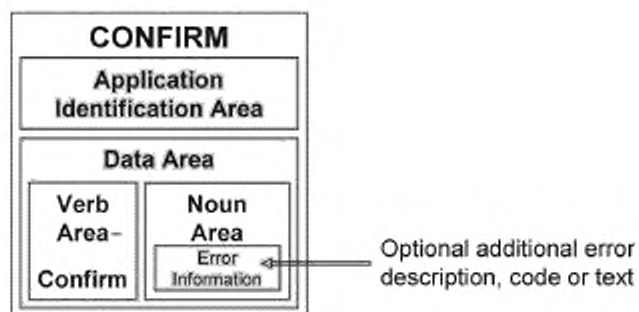 CONFIRM
Application
Identification Area
Data Area
Verb
Area-
Confirm
Noun
Area
Error
Information
Optional additional error
description, code or text